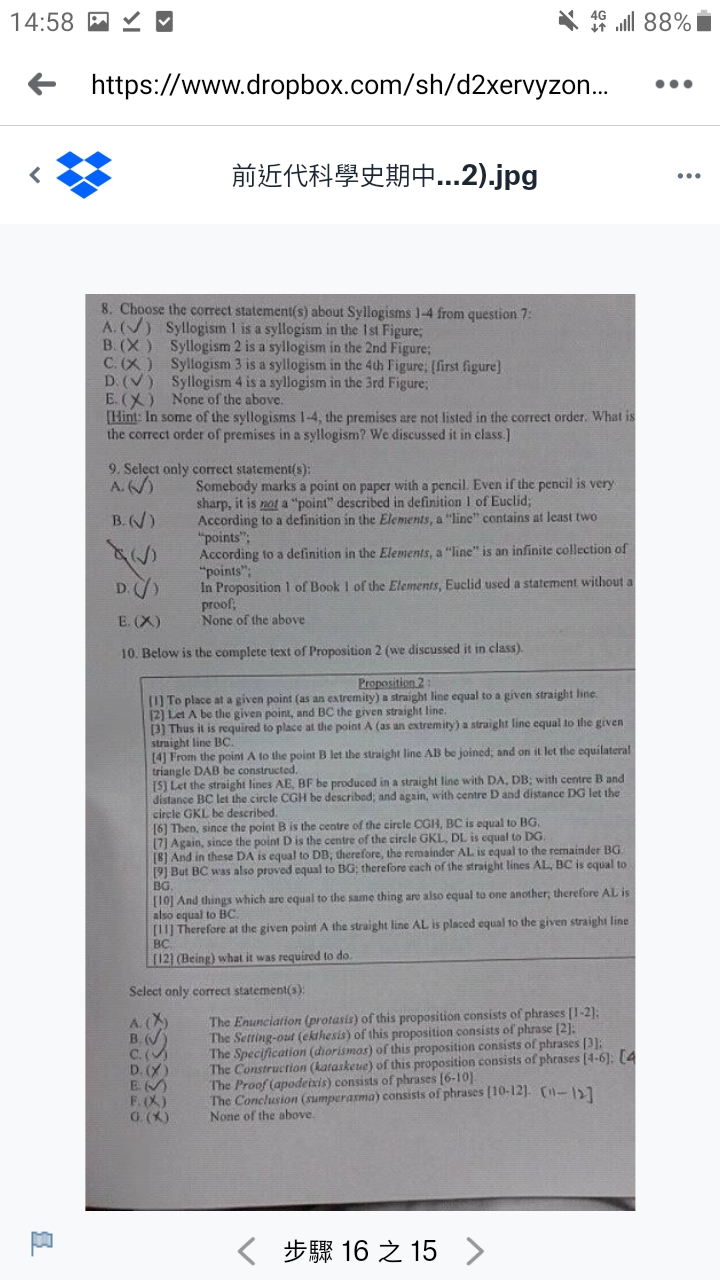 14:58 4G 88%
https://www.dropbox.com/sh/d2xervyzon...
前近代科學史期中...2).jpg
8. Choose the correct statement(s) about Syllogisms 1-4 from question 7:
A. (✓) Syllogism 1 is a syllogism in the 1st Figure;
B. (X) Syllogism 2 is a syllogism in the 2nd Figure;
C. (X) Syllogism 3 is a syllogism in the 4th Figure; [first figure]
D. (✓) Syllogism 4 is a syllogism in the 3rd Figure;
E. (X) None of the above.
[Hint: In some of the syllogisms 1-4, the premises are not listed in the correct order. What is
the correct order of premises in a syllogism? We discussed it in class.]
9. Select only correct statement(s):
A. (✓) Somebody marks a point on paper with a pencil. Even if the pencil is very
sharp, it is not a "point" described in definition 1 of Euclid;
B. (✓) According to a definition in the Elements, a "line" contains at least two
"points";
C. (✓) According to a definition in the Elements, a "line" is an infinite collection of
"points";
D. (✓) In Proposition 1 of Book 1 of the Elements, Euclid used a statement without a
proof;
E. (X) None of the above
10. Below is the complete text of Proposition 2 (we discussed it in class).
Proposition 2 :
[1] To place at a given point (as an extremity) a straight line equal to a given straight line.
[2] Let A be the given point, and BC the given straight line.
[3] Thus it is required to place at the point A (as an extremity) a straight line equal to the given
straight line BC.
[4] From the point A to the point B let the straight line AB be joined; and on it let the equilateral
triangle DAB be constructed.
[5] Let the straight lines AE, BF be produced in a straight line with DA, DB; with centre B and
distance BC let the circle CGH be described; and again, with centre D and distance DG let the
circle GKL be described.
[6] Then, since the point B is the centre of the circle CGH, BC is equal to BG.
[7] Again, since the point D is the centre of the circle GKL, DL is equal to DG.
[8] And in these DA is equal to DB; therefore, the remainder AL is equal to the remainder BG.
[9] But BC was also proved equal to BG; therefore each of the straight lines AL, BC is equal to
BG.
[10] And things which are equal to the same thing are also equal to one another; therefore AL is
also equal to BC.
[11] Therefore at the given point A the straight line AL is placed equal to the given straight line
BC.
[12] (Being) what it was required to do.
Select only correct statement(s):
A. (X) The Enunciation (protasis) of this proposition consists of phrases [1-2];
B. (✓) The Setting-out (ekthesis) of this proposition consists of phrase [2];
C. (✓) The Specification (diorismos) of this proposition consists of phrases [3];
D. (X) The Construction (kataskeue) of this proposition consists of phrases [4-6]; [4
E. (✓) The Proof (apodeixis) consists of phrases [6-10].
F. (X) The Conclusion (sumperasma) consists of phrases [10-12]. [11-12]
G. (X) None of the above.
步驟 16 之 15